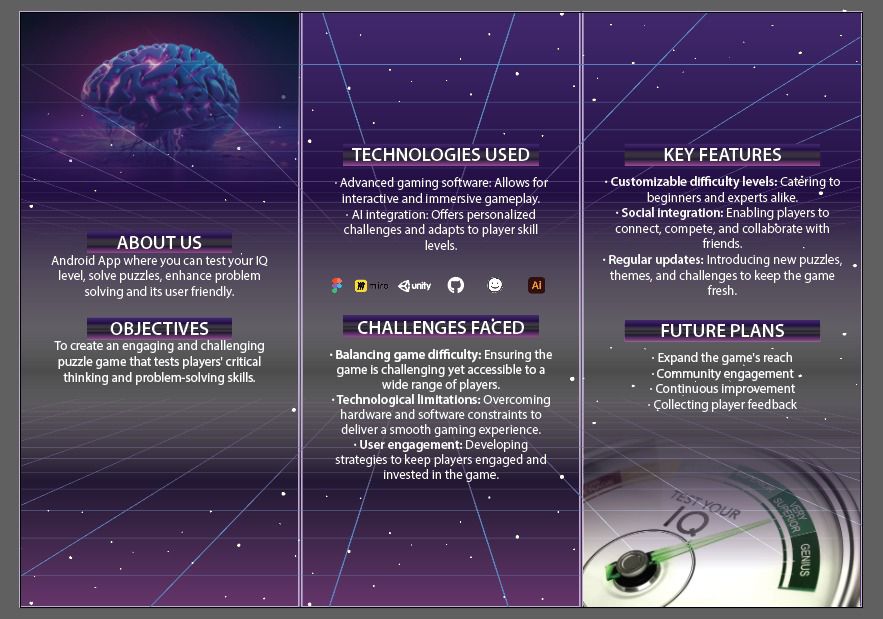 ABOUT US
Android App where you can test your IQ
level, solve puzzles, enhance problem
solving and its user friendly.
OBJECTIVES
To create an engaging and challenging
puzzle game that tests players' critical
thinking and problem-solving skills.
TECHNOLOGIES USED
· Advanced gaming software: Allows for
interactive and immersive gameplay.
· AI integration: Offers personalized
challenges and adapts to player skill
levels.
miro unity Ai
CHALLENGES FACED
· Balancing game difficulty: Ensuring the
game is challenging yet accessible to a
wide range of players.
· Technological limitations: Overcoming
hardware and software constraints to
deliver a smooth gaming experience.
· User engagement: Developing
strategies to keep players engaged and
invested in the game.
KEY FEATURES
· Customizable difficulty levels: Catering to
beginners and experts alike.
· Social integration: Enabling players to
connect, compete, and collaborate with
friends.
· Regular updates: Introducing new puzzles,
themes, and challenges to keep the game
fresh.
FUTURE PLANS
· Expand the game's reach
· Community engagement
· Continuous improvement
· Collecting player feedback
TEST YOUR
IQ
VERY
SUPERIOR
GENIUS